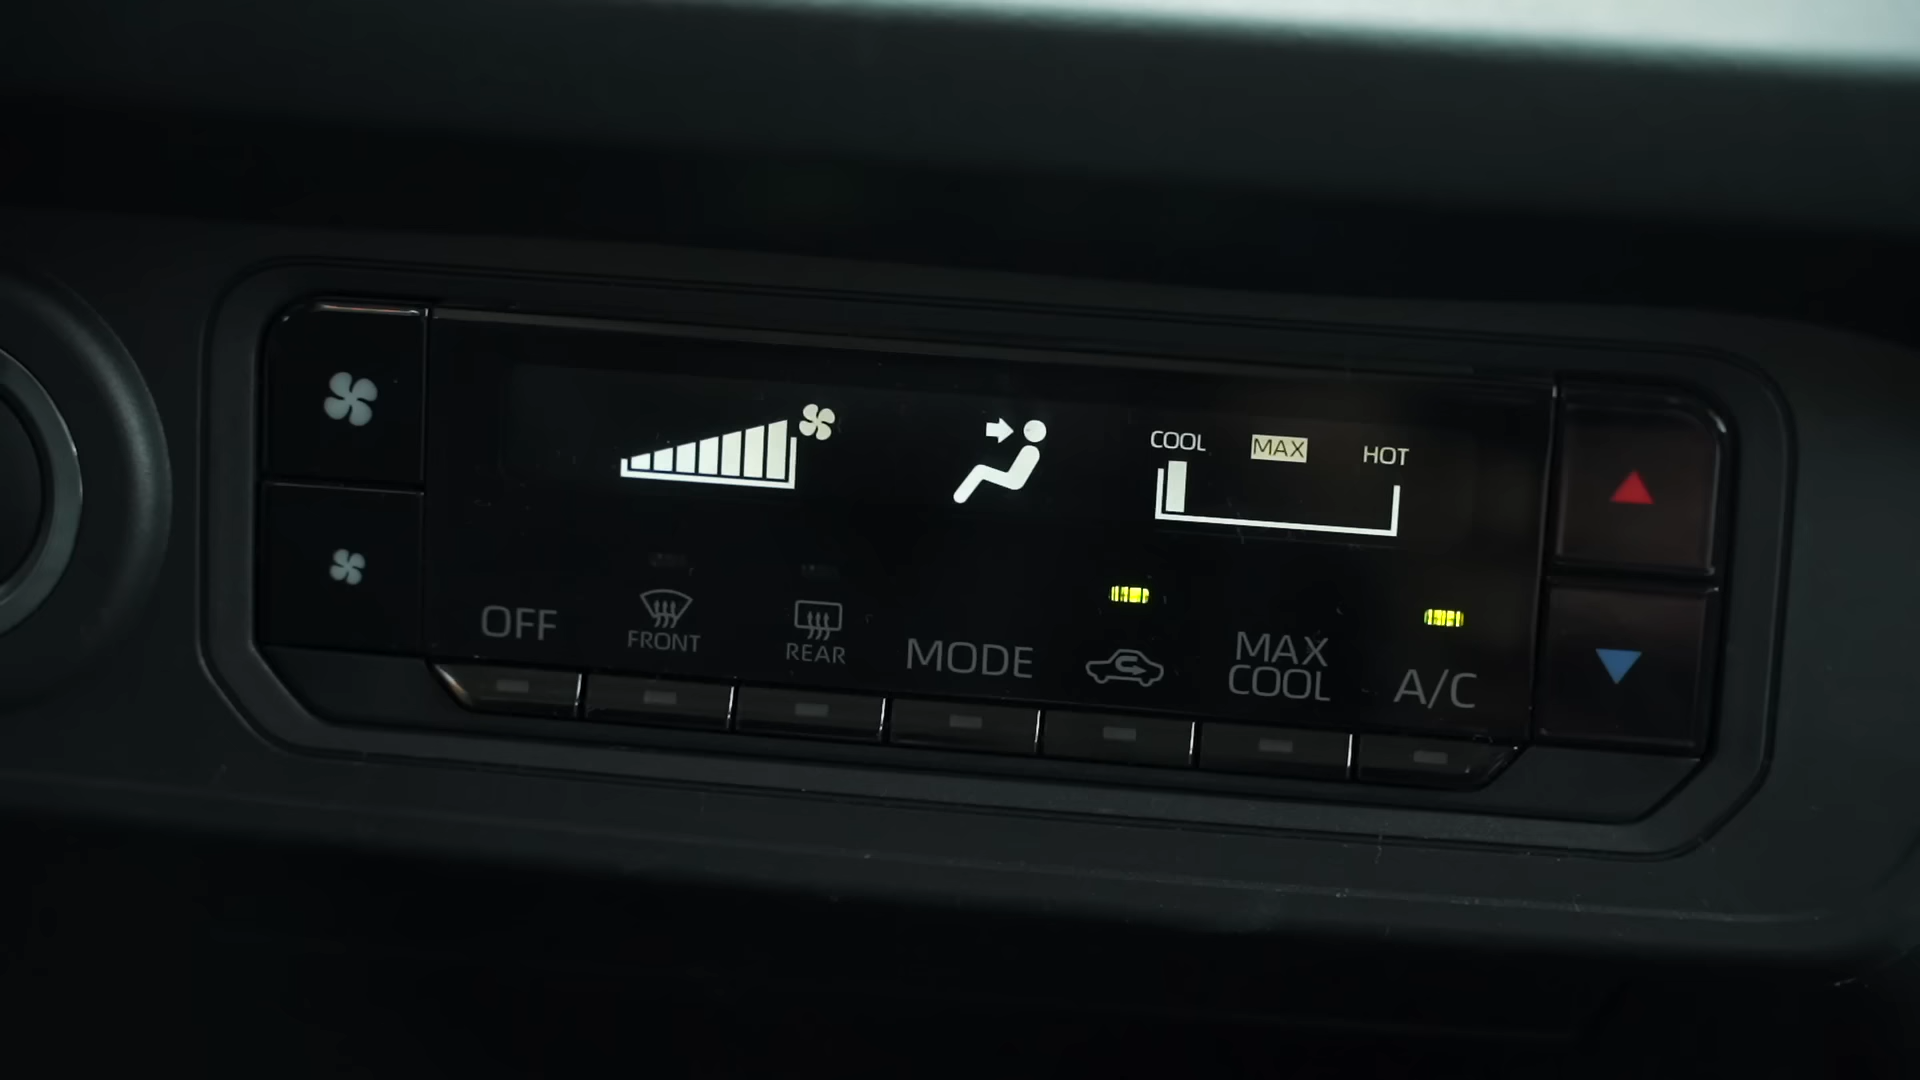 COOL MAX HOT
OFF
FRONT
REAR
MODE
MAX
COOL
A/C